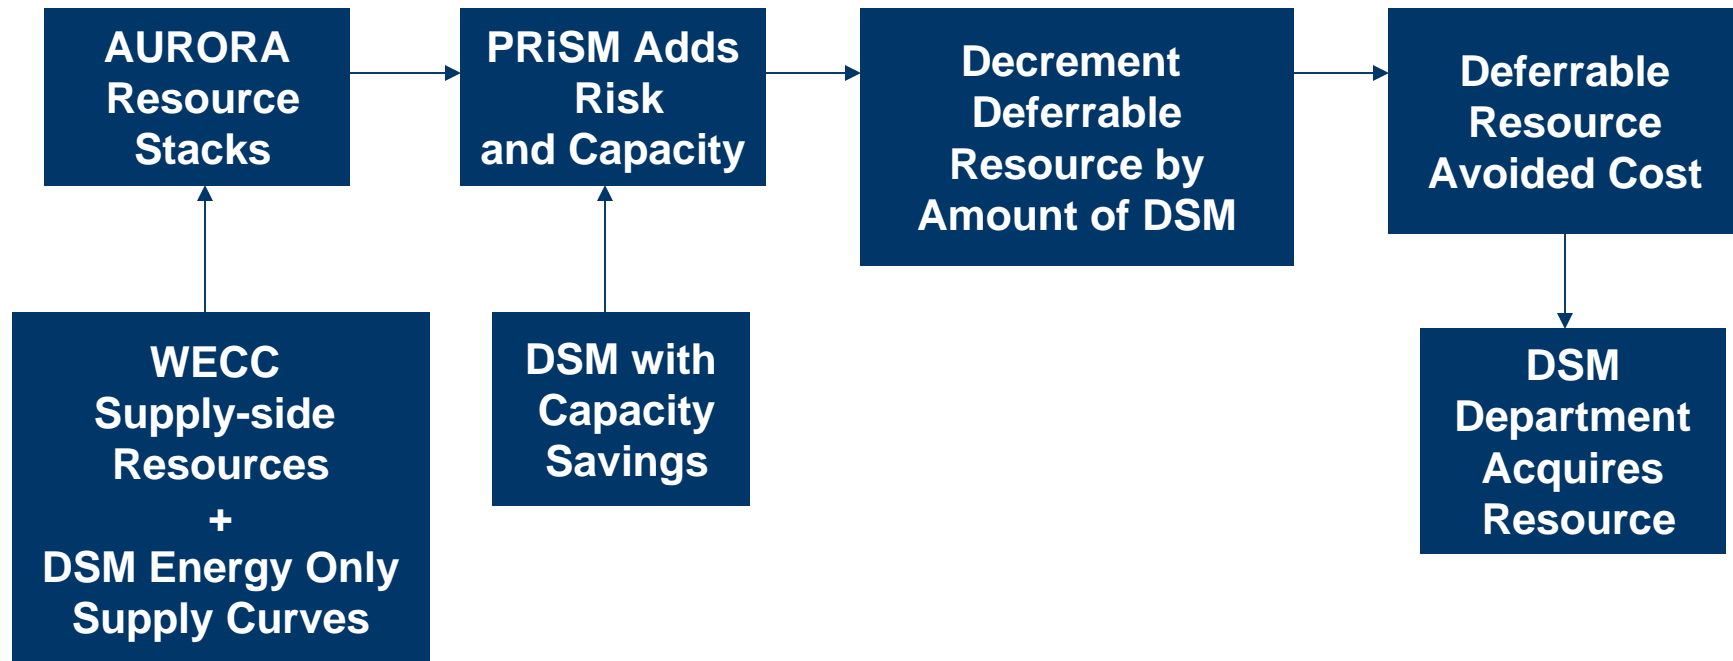 AURORA
Resource
Stacks
PRiSM Adds
Risk
and Capacity
Decrement
Deferrable
Resource by
Amount of DSM
Deferrable
Resource
Avoided Cost
WECC
Supply-side
Resources
+
DSM Energy Only
Supply Curves
DSM with
Capacity
Savings
DSM
Department
Acquires
Resource